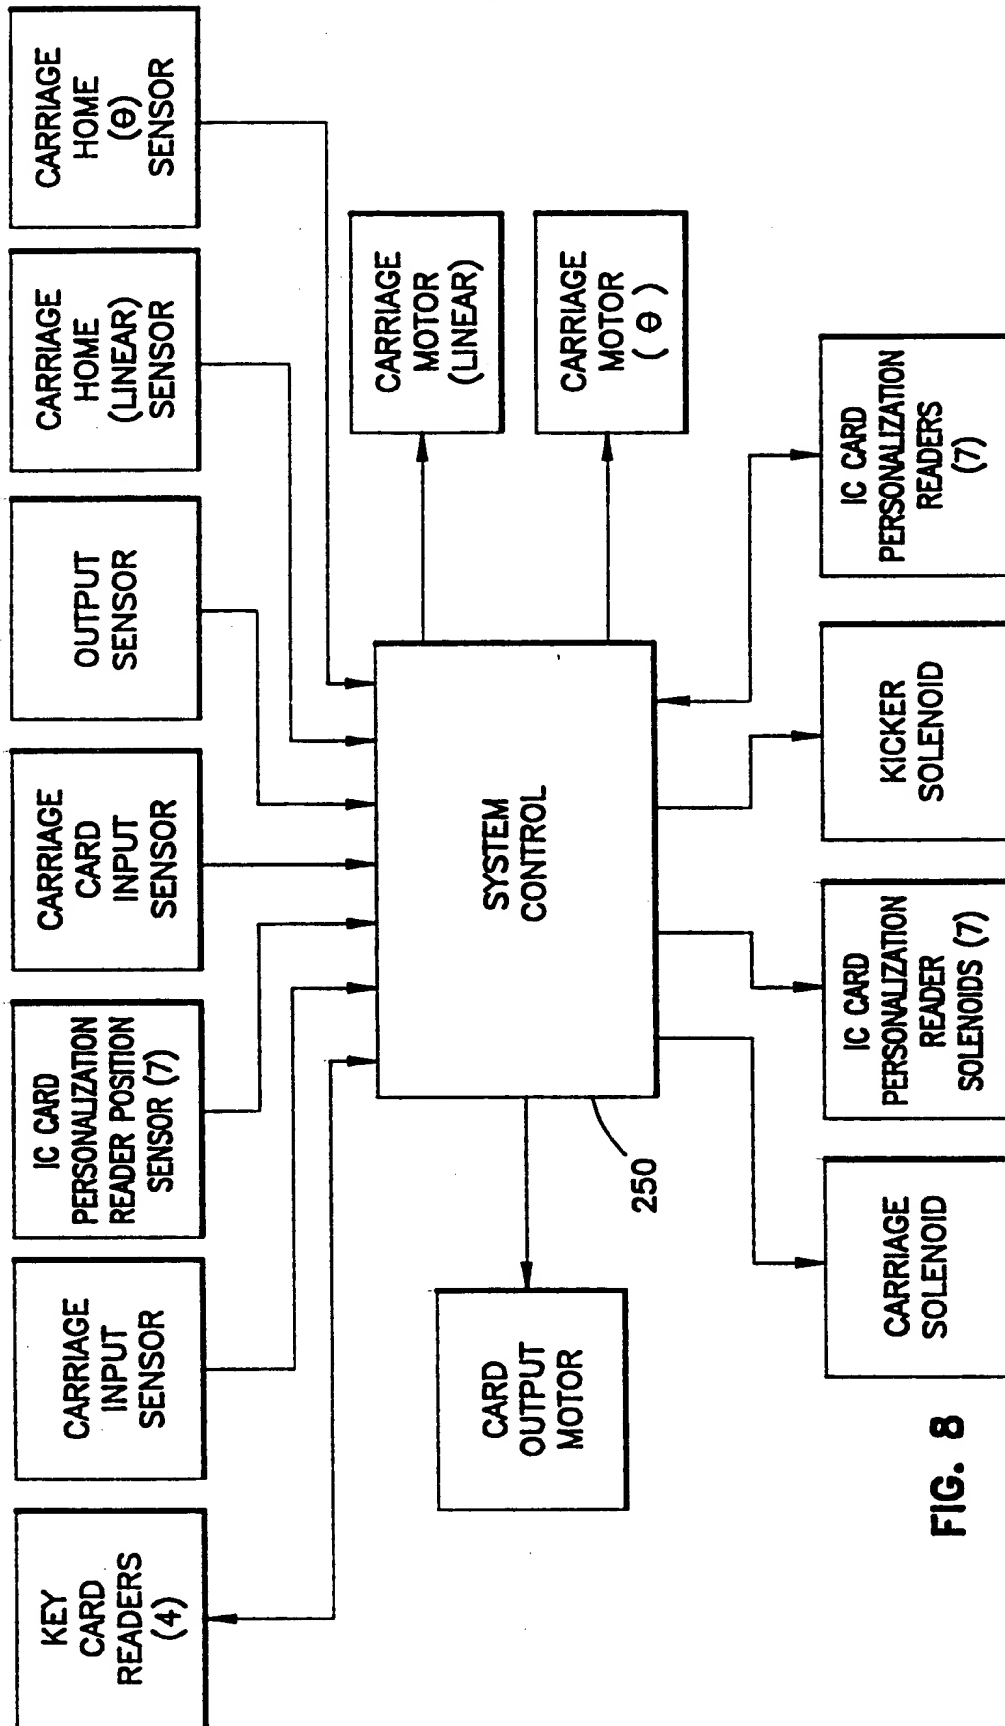 KEY
CARD
READERS
(4)
CARRIAGE
INPUT
SENSOR
IC CARD
PERSONALIZATION
READER POSITION
SENSOR (7)
CARRIAGE
CARD
INPUT
SENSOR
OUTPUT
SENSOR
CARRIAGE
HOME
(LINEAR)
SENSOR
CARRIAGE
HOME
(Θ)
SENSOR
CARD
OUTPUT
MOTOR
SYSTEM
CONTROL
250
CARRIAGE
MOTOR
(LINEAR)
CARRIAGE
MOTOR
( Θ )
CARRIAGE
SOLENOID
IC CARD
PERSONALIZATION
READER
SOLENOIDS (7)
KICKER
SOLENOID
IC CARD
PERSONALIZATION
READERS
(7)
FIG. 8